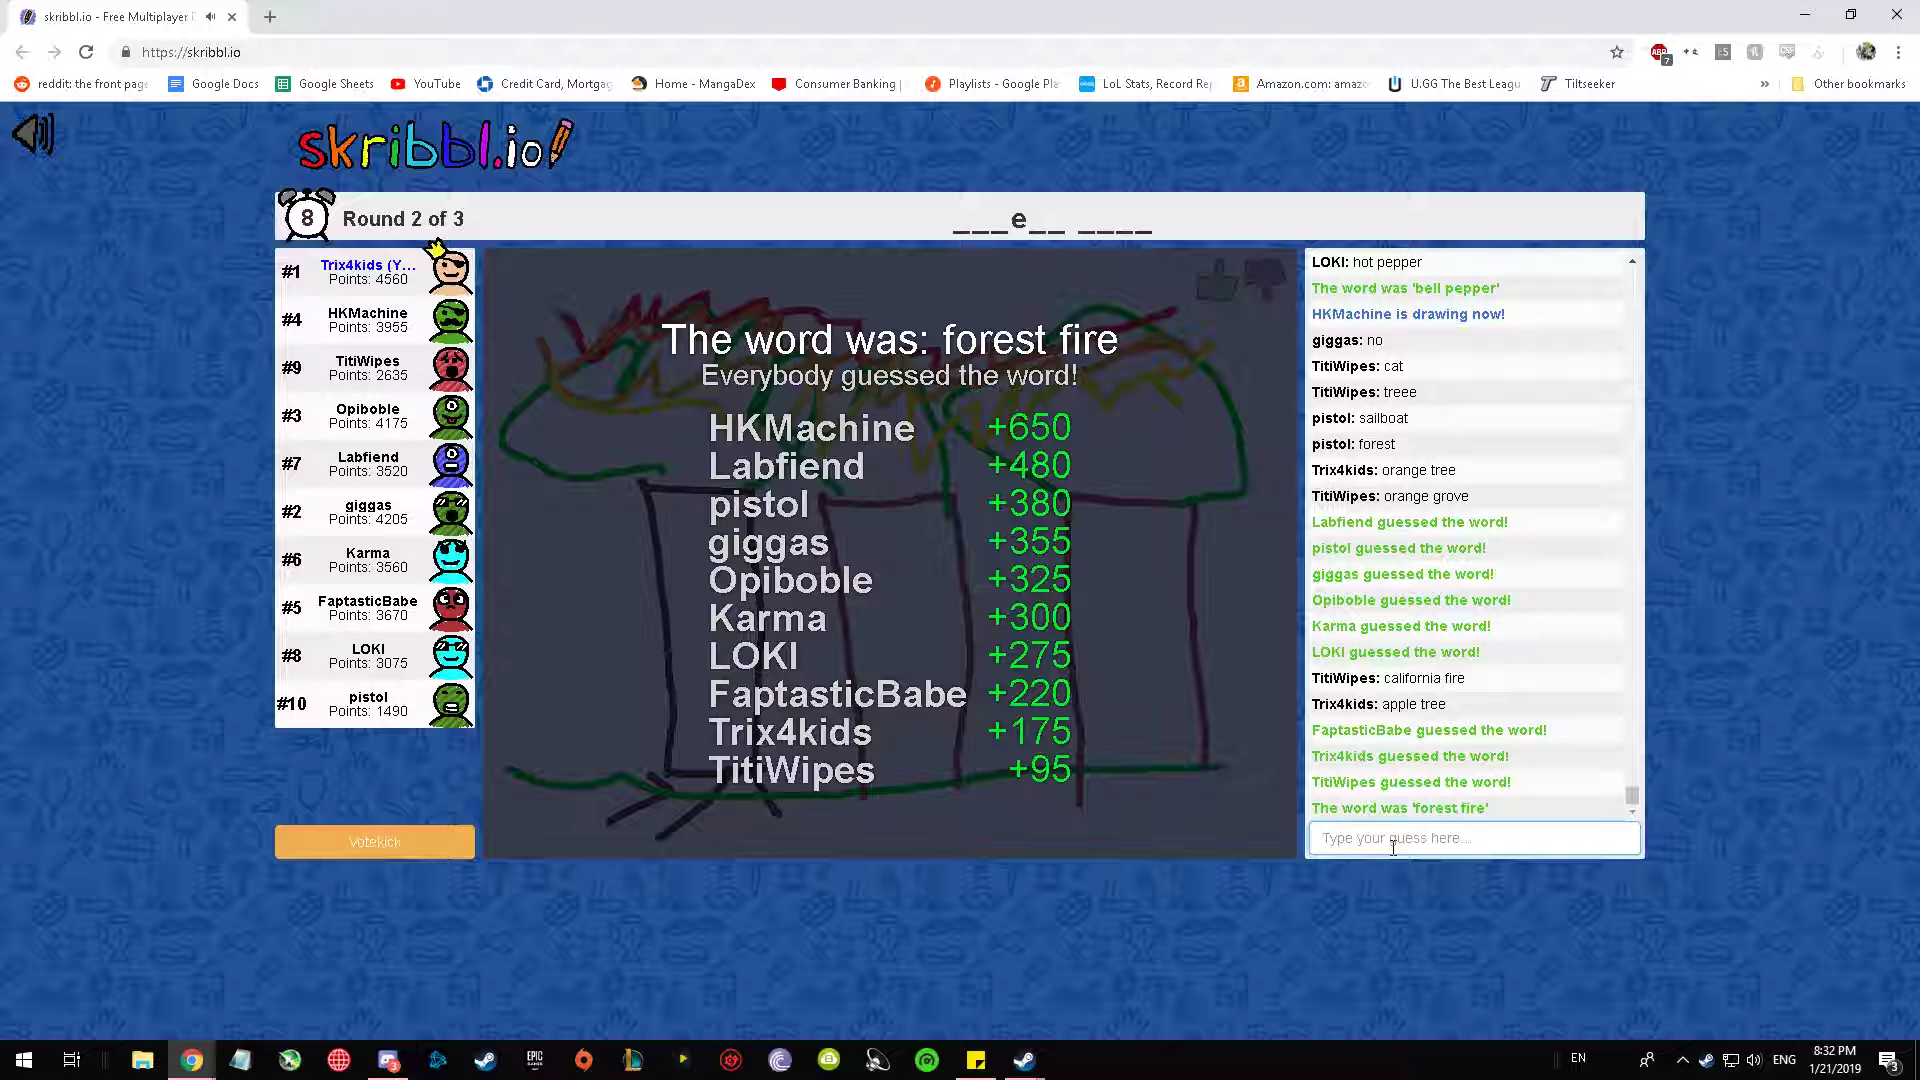 skribbl.io - Free Multiplayer
https://skribbl.io
ABP
7
ES
reddit: the front page
Google Docs
Google Sheets
YouTube
Credit Card, Mortga
Home - MangaDex
Consumer Banking |
Playlists - Google Pla
LoL Stats, Record Re
Amazon.com: amazo
U.GG The Best Leagu
Tiltseeker
»
Other bookmarks
skribbl.io
8
Round 2 of 3
___e__ ____
#1
Trix4kids (Y...
Points: 4560
#4
HKMachine
Points: 3955
#9
TitiWipes
Points: 2635
#3
Opiboble
Points: 4175
#7
Labfiend
Points: 3520
#2
giggas
Points: 4205
#6
Karma
Points: 3560
#5
FaptasticBabe
Points: 3670
#8
LOKI
Points: 3075
#10
pistol
Points: 1490
Votekick
The word was: forest fire
Everybody guessed the word!
HKMachine +650
Labfiend +480
pistol +380
giggas +355
Opiboble +325
Karma +300
LOKI +275
FaptasticBabe +220
Trix4kids +175
TitiWipes +95
LOKI: hot pepper
The word was 'bell pepper'
HKMachine is drawing now!
giggas: no
TitiWipes: cat
TitiWipes: treee
pistol: sailboat
pistol: forest
Trix4kids: orange tree
TitiWipes: orange grove
Labfiend guessed the word!
pistol guessed the word!
giggas guessed the word!
Opiboble guessed the word!
Karma guessed the word!
LOKI guessed the word!
TitiWipes: california fire
Trix4kids: apple tree
FaptasticBabe guessed the word!
Trix4kids guessed the word!
TitiWipes guessed the word!
The word was 'forest fire'
Type your guess here...
EPIC
GAMES
3
EN
ENG
8:32 PM
1/21/2019
3